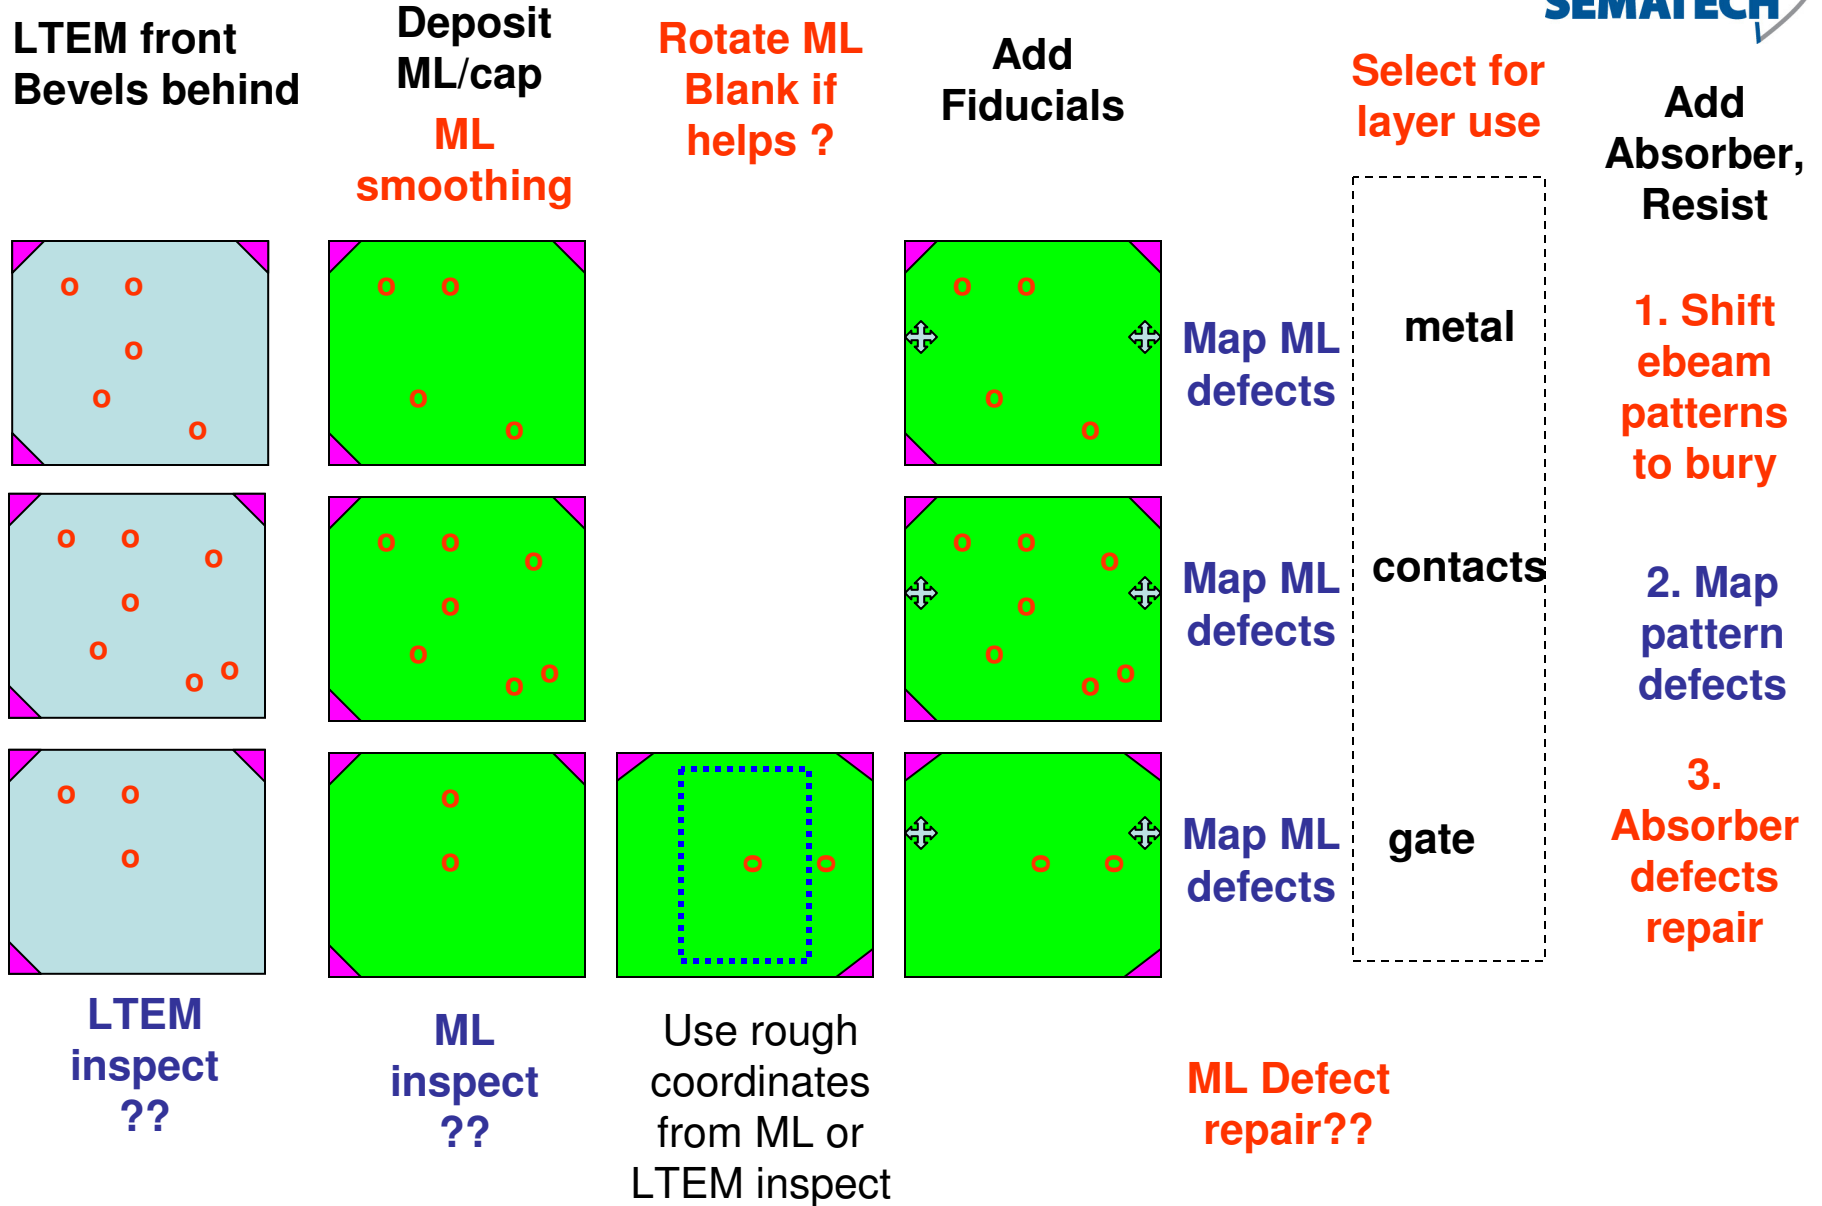 SEMATECH
LTEM front
Bevels behind
Deposit
ML/cap
ML
smoothing
Rotate ML
Blank if
helps ?
Add
Fiducials
Select for
layer use
Add
Absorber,
Resist
o o
o
o
o
o o
o
o
o o
o
o
Map ML
defects
metal
1. Shift
ebeam
patterns
to bury
o o
o
o
o
o
o
o o
o
o
o
o
o
o o
o
o
o
o
o
Map ML
defects
contacts
2. Map
pattern
defects
o o
o
o
o
o o
o o
Map ML
defects
gate
3.
Absorber
defects
repair
LTEM
inspect
??
ML
inspect
??
Use rough
coordinates
from ML or
LTEM inspect
ML Defect
repair??